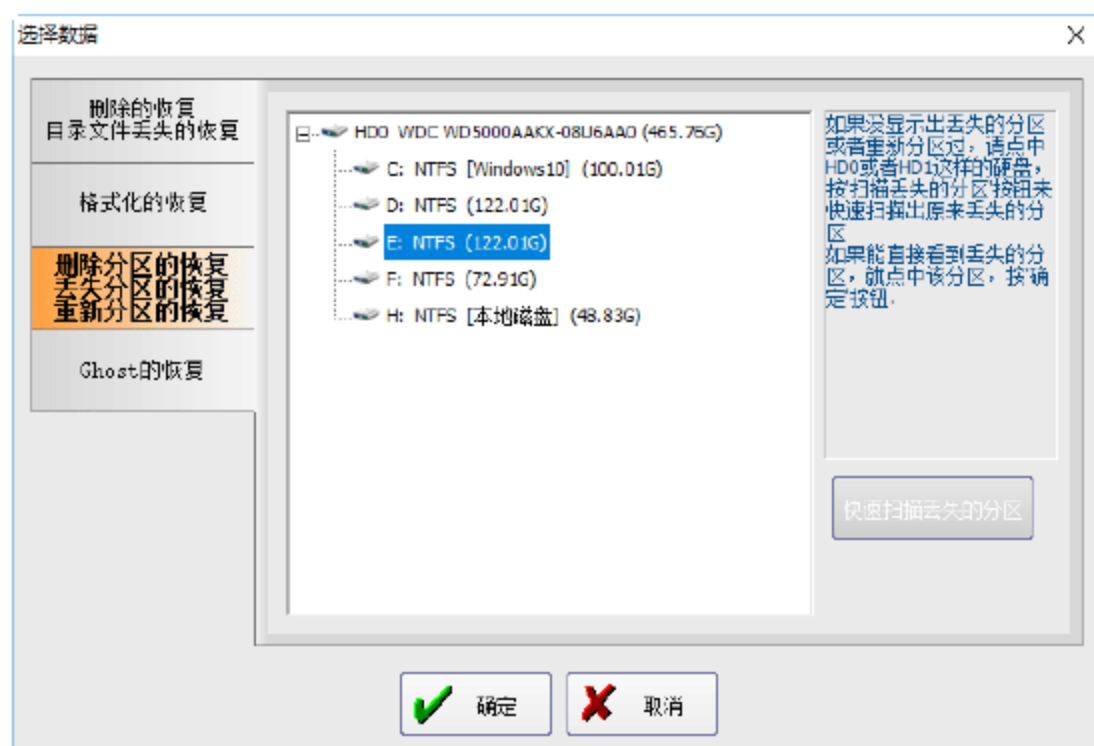 选择数据
删除的恢复
目录文件丢失的恢复
格式化的恢复
删除分区的恢复
丢失分区的恢复
重新分区的恢复
Ghost的恢复
HD0 WDC WD5000AAKX-08U6AA0 (465.76G)
C: NTFS [Windows10] (100.01G)
D: NTFS (122.01G)
E: NTFS (122.01G)
F: NTFS (72.91G)
H: NTFS [本地磁盘] (48.83G)
如果没显示出丢失的分区
或者重新分区过，请点中
HD0或者HD1这样的硬盘，
按'扫描丢失的分区'按钮来
快速扫描出原来丢失的分
区
如果能直接看到丢失的分
区，就点中该分区，按'确
定'按钮.
快速扫描丢失的分区
确定
取消